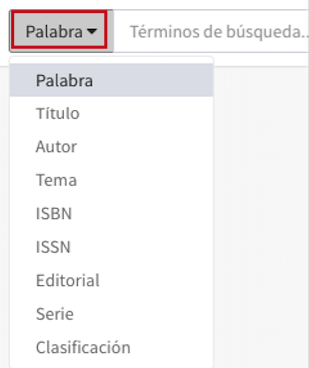 Palabra Términos de búsqueda..
Palabra
Título
Autor
Tema
ISBN
ISSN
Editorial
Serie
Clasificación